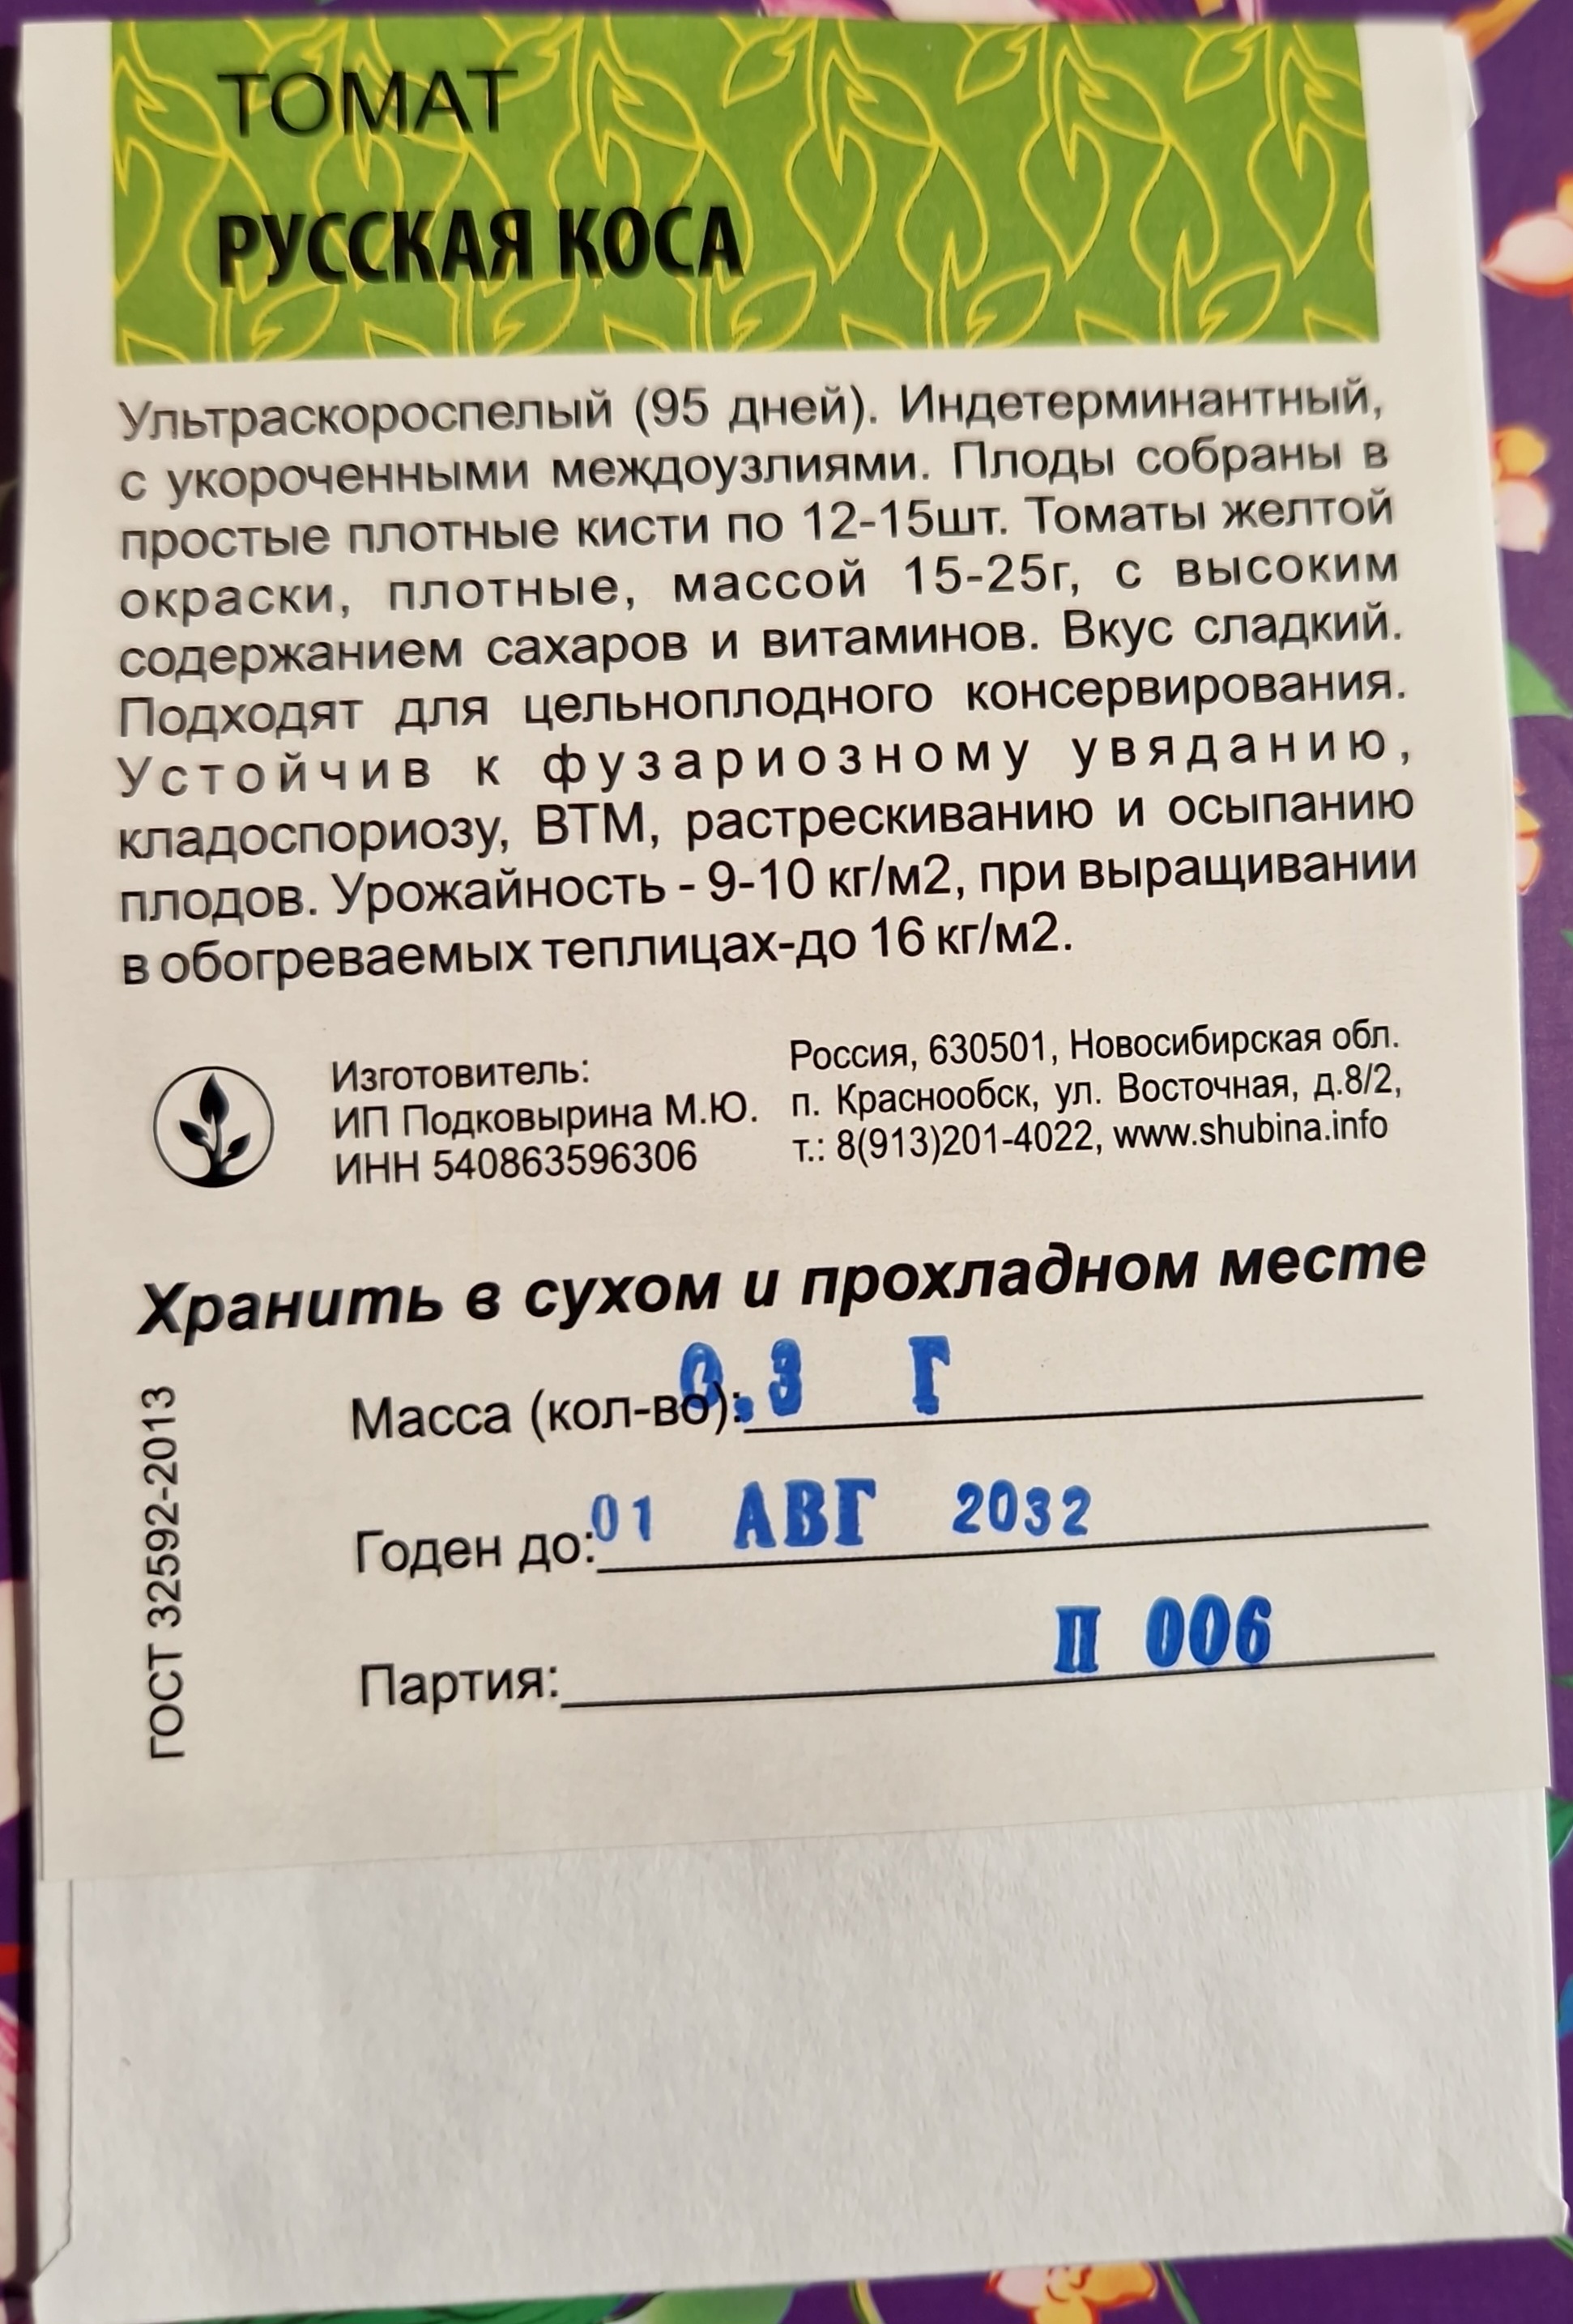 ТОМАТ
РУССКАЯ КОСА
Ультраскороспелый (95 дней). Индетерминантный,
с укороченными междоузлиями. Плоды собраны в
простые плотные кисти по 12-15шт. Томаты желтой
окраски, плотные, массой 15-25г, с высоким
содержанием сахаров и витаминов. Вкус сладкий.
Подходят для цельноплодного консервирования.
Устойчив к фузариозному увяданию,
кладоспориозу, ВТМ, растрескиванию и осыпанию
плодов. Урожайность - 9-10 кг/м2, при выращивании
в обогреваемых теплицах-до 16 кг/м2.
Изготовитель:
ИП Подковырина М.Ю.
ИНН 540863596306
Россия, 630501, Новосибирская обл.
п. Краснообск, ул. Восточная, д.8/2,
т.: 8(913)201-4022, www.shubina.info
Хранить в сухом и прохладном месте
Масса (кол-во): 0.3 Г
Годен до: 01 АВГ 2032
Партия: П 006
ГОСТ 32592-2013